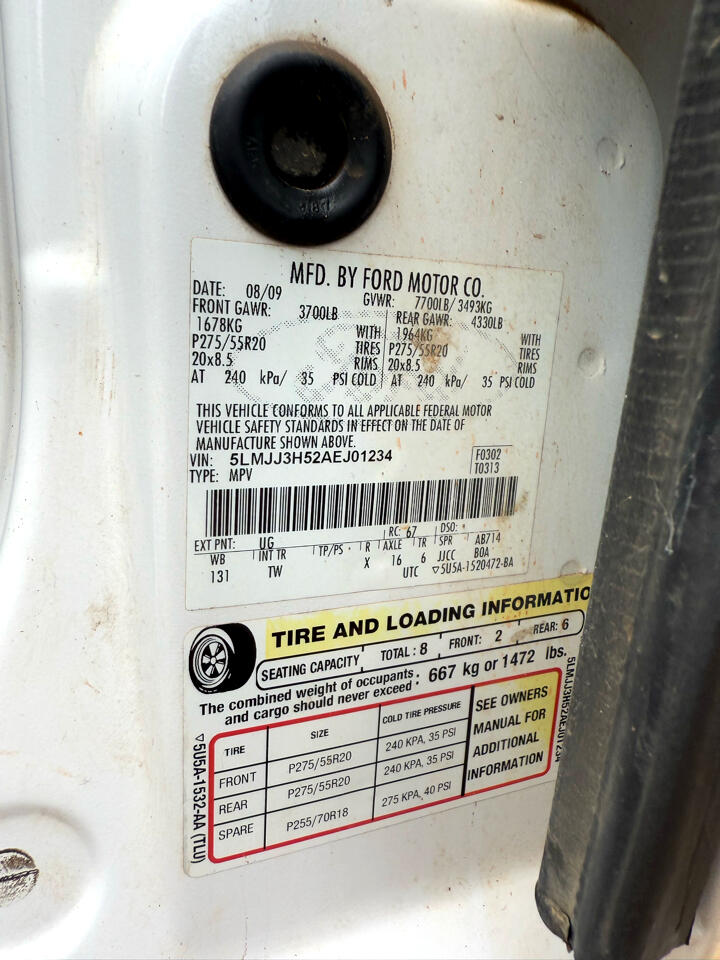 MFD. BY FORD MOTOR CO.
DATE: 08/09 GVWR: 7700LB/ 3493KG
FRONT GAWR: 3700LB REAR GAWR: 4330LB
1678KG WITH 1964KG WITH
P275/55R20 TIRES P275/55R20 TIRES
20x8.5 RIMS 20x8.5 RIMS
AT 240 kPa/ 35 PSI COLD AT 240 kPa/ 35 PSI COLD
THIS VEHICLE CONFORMS TO ALL APPLICABLE FEDERAL MOTOR
VEHICLE SAFETY STANDARDS IN EFFECT ON THE DATE OF
MANUFACTURE SHOWN ABOVE.
VIN: 5LMJJ3H52AEJ01234 F0302
TYPE: MPV T0313
EXT PNT: UG RC: 67 DSO:
WB INT TR TP/PS R AXLE TR SPR AB714
131 TW X 16 6 JJCC B0A
UTC ▽5U5A-1520472-BA
TIRE AND LOADING INFORMATIO
SEATING CAPACITY TOTAL : 8 FRONT: 2 REAR: 6
The combined weight of occupants
and cargo should never exceed : 667 kg or 1472 lbs.
TIRE SIZE COLD TIRE PRESSURE
FRONT P275/55R20 240 KPA, 35 PSI
REAR P275/55R20 240 KPA, 35 PSI
SPARE P255/70R18 275 KPA, 40 PSI
SEE OWNERS
MANUAL FOR
ADDITIONAL
INFORMATION
▽5U5A-1532-AA (TLU)
5LMJJ3H52AEJ01234